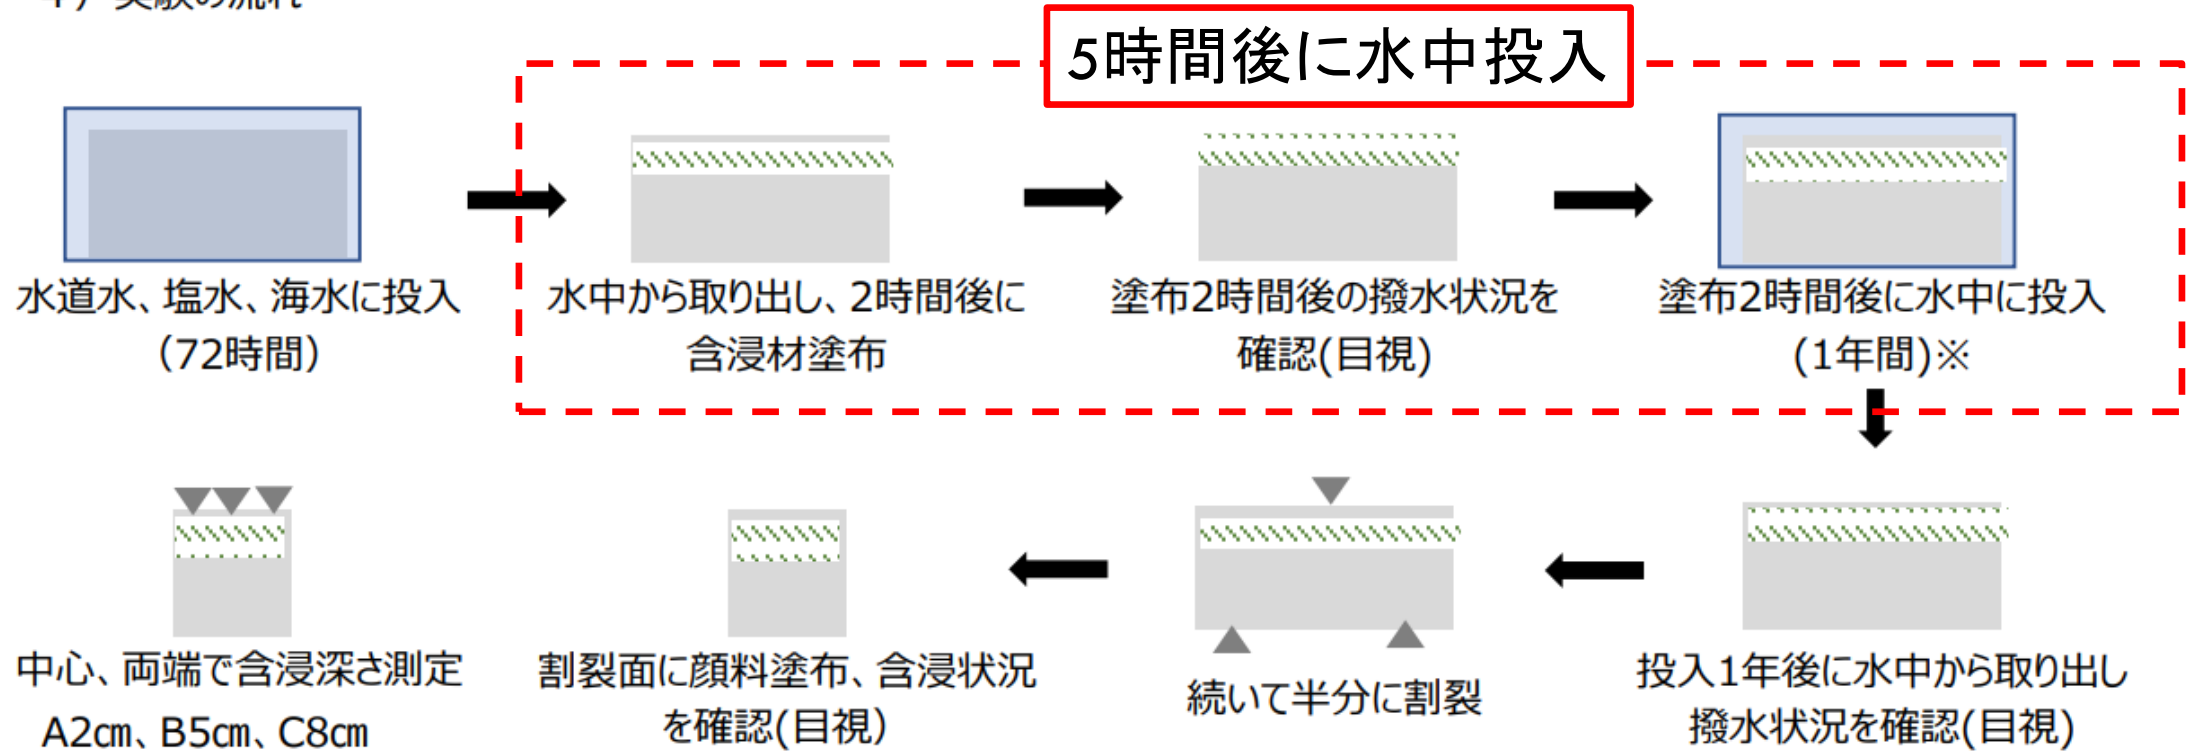 4）実験の流れ
5時間後に水中投入
水道水、塩水、海水に投入
（72時間）
水中から取り出し、2時間後に
含浸材塗布
塗布2時間後の撥水状況を
確認(目視)
塗布2時間後に水中に投入
(1年間)※
中心、両端で含浸深さ測定
A2㎝、B5㎝、C8㎝
割裂面に顔料塗布、含浸状況
を確認(目視）
続いて半分に割裂
投入1年後に水中から取り出し
撥水状況を確認(目視)